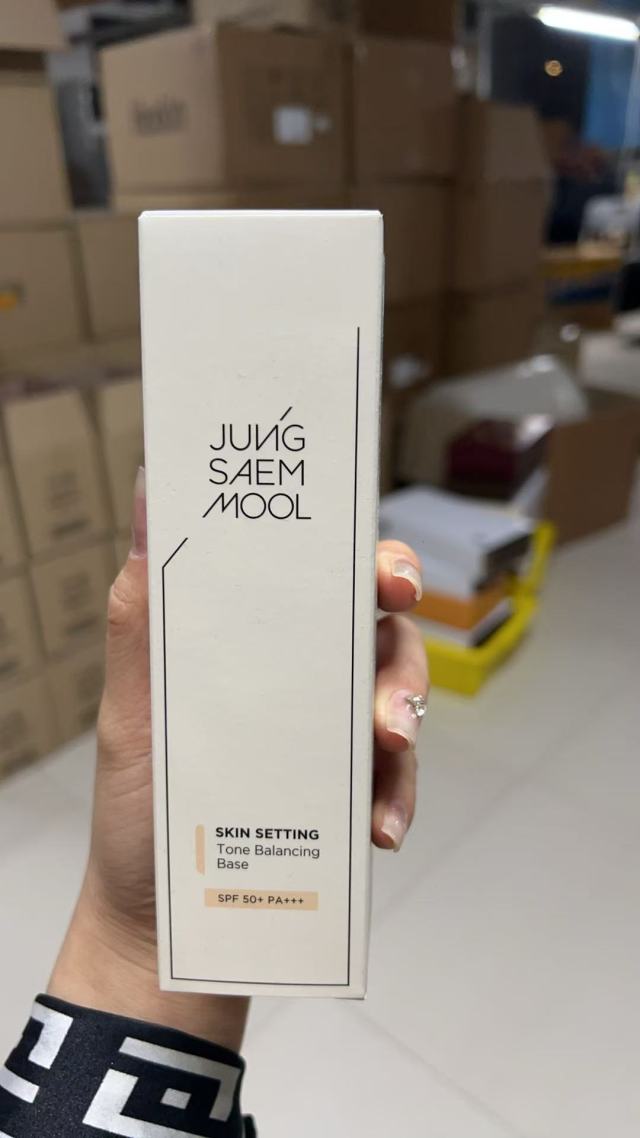 JUNG
SAEM
MOOL
SKIN SETTING
Tone Balancing
Base
SPF 50+ PA+++